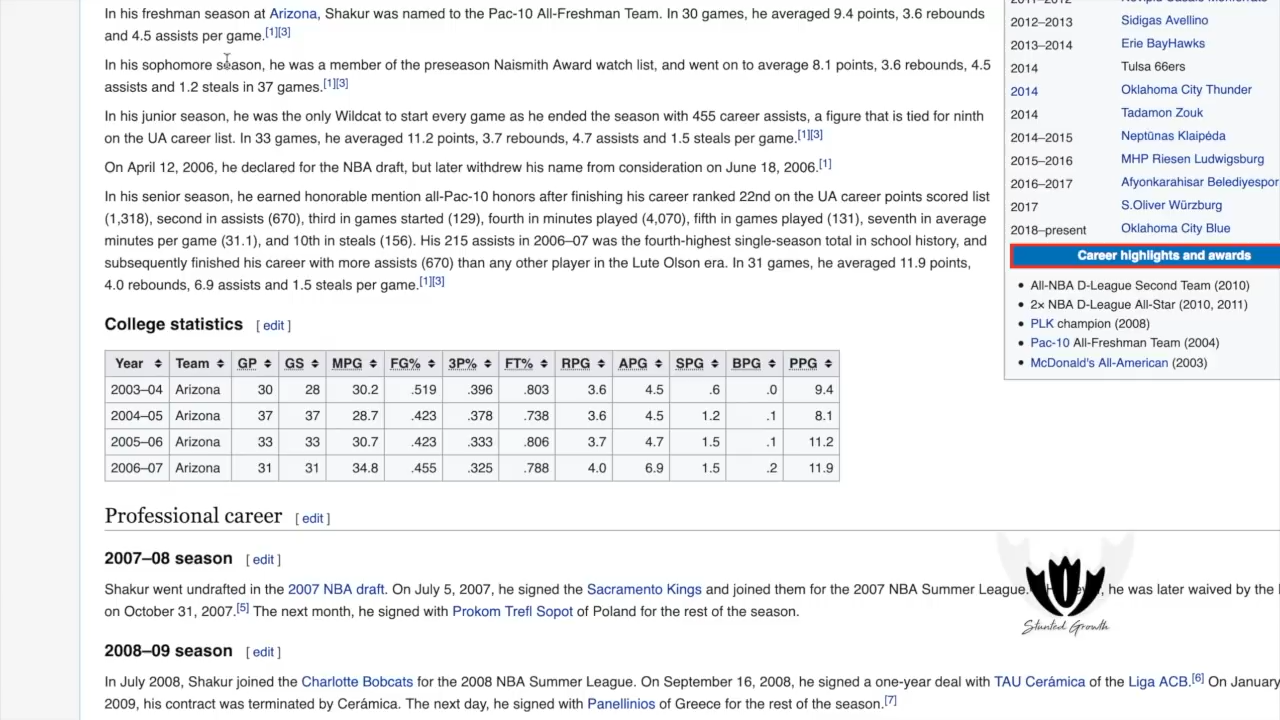 In his freshman season at Arizona, Shakur was named to the Pac-10 All-Freshman Team. In 30 games, he averaged 9.4 points, 3.6 rebounds
and 4.5 assists per game.[1][3]
In his sophomore season, he was a member of the preseason Naismith Award watch list, and went on to average 8.1 points, 3.6 rebounds, 4.5
assists and 1.2 steals in 37 games.[1][3]
In his junior season, he was the only Wildcat to start every game as he ended the season with 455 career assists, a figure that is tied for ninth
on the UA career list. In 33 games, he averaged 11.2 points, 3.7 rebounds, 4.7 assists and 1.5 steals per game.[1][3]
On April 12, 2006, he declared for the NBA draft, but later withdrew his name from consideration on June 18, 2006.[1]
In his senior season, he earned honorable mention all-Pac-10 honors after finishing his career ranked 22nd on the UA career points scored list
(1,318), second in assists (670), third in games started (129), fourth in minutes played (4,070), fifth in games played (131), seventh in average
minutes per game (31.1), and 10th in steals (156). His 215 assists in 2006–07 was the fourth-highest single-season total in school history, and
subsequently finished his career with more assists (670) than any other player in the Lute Olson era. In 31 games, he averaged 11.9 points,
4.0 rebounds, 6.9 assists and 1.5 steals per game.[1][3]
College statistics [ edit ]
Year Team GP GS MPG FG% 3P% FT% RPG APG SPG BPG PPG
2003–04 Arizona 30 28 30.2 .519 .396 .803 3.6 4.5 .6 .0 9.4
2004–05 Arizona 37 37 28.7 .423 .378 .738 3.6 4.5 1.2 .1 8.1
2005–06 Arizona 33 33 30.7 .423 .333 .806 3.7 4.7 1.5 .1 11.2
2006–07 Arizona 31 31 34.8 .455 .325 .788 4.0 6.9 1.5 .2 11.9
Professional career [ edit ]
2007–08 season [ edit ]
Shakur went undrafted in the 2007 NBA draft. On July 5, 2007, he signed the Sacramento Kings and joined them for the 2007 NBA Summer League. he was later waived by the
on October 31, 2007.[5] The next month, he signed with Prokom Trefl Sopot of Poland for the rest of the season.
2008–09 season [ edit ]
In July 2008, Shakur joined the Charlotte Bobcats for the 2008 NBA Summer League. On September 16, 2008, he signed a one-year deal with TAU Cerámica of the Liga ACB.[6] On January
2009, his contract was terminated by Cerámica. The next day, he signed with Panellinios of Greece for the rest of the season.[7]
2012–2013 Sidigas Avellino
2013–2014 Erie BayHawks
2014 Tulsa 66ers
2014 Oklahoma City Thunder
2014 Tadamon Zouk
2014–2015 Neptūnas Klaipėda
2015–2016 MHP Riesen Ludwigsburg
2016–2017 Afyonkarahisar Belediyespor
2017 S.Oliver Würzburg
2018–present Oklahoma City Blue
Career highlights and awards
All-NBA D-League Second Team (2010)
2× NBA D-League All-Star (2010, 2011)
PLK champion (2008)
Pac-10 All-Freshman Team (2004)
McDonald's All-American (2003)
Stunted Growth